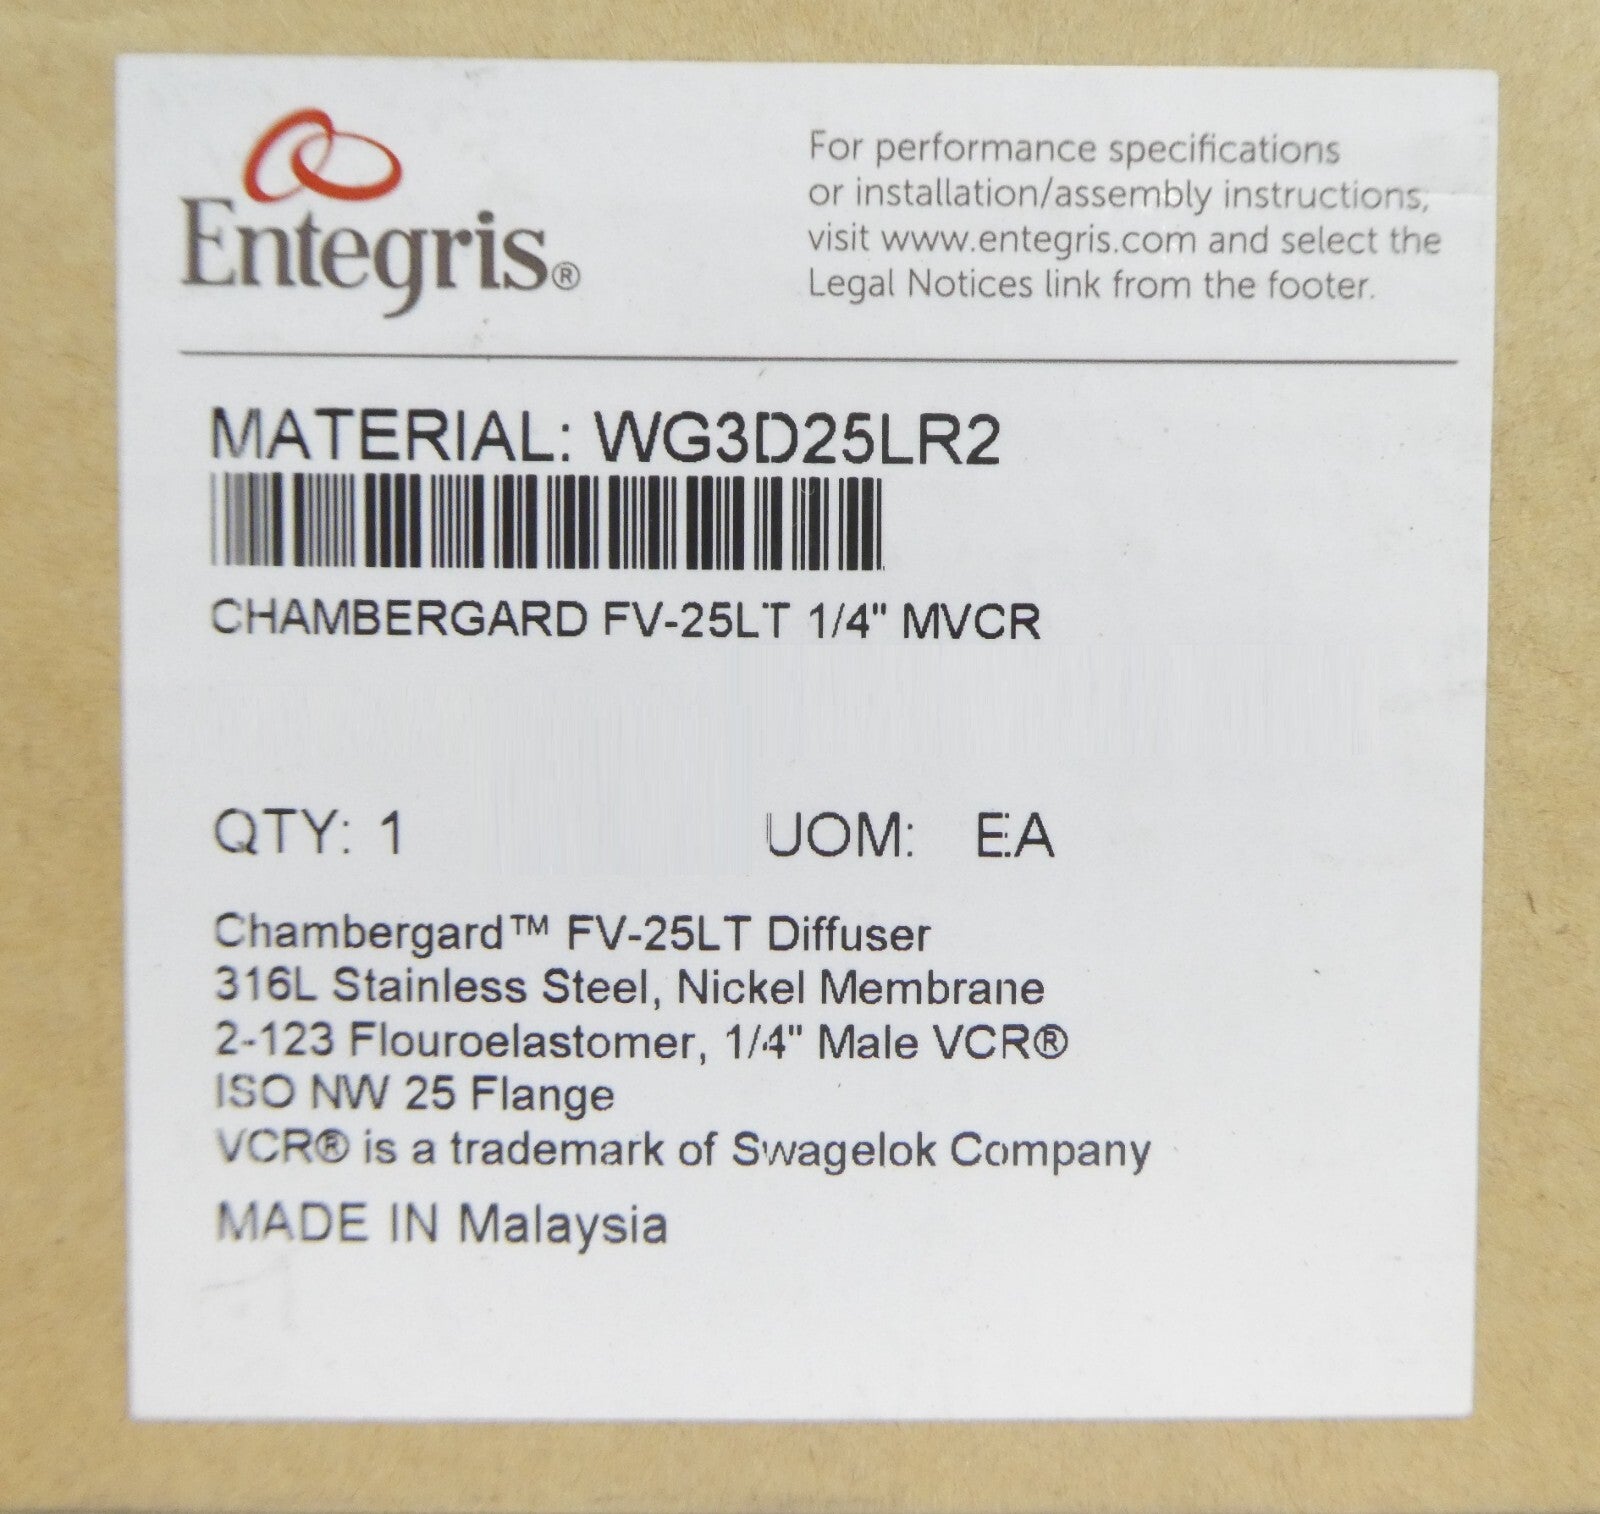 Entegris®
For performance specifications
or installation/assembly instructions,
visit www.entegris.com and select the
Legal Notices link from the footer.
MATERIAL: WG3D25LR2
CHAMBERGARD FV-25LT 1/4" MVCR
QTY: 1 UOM: EA
Chambergard™ FV-25LT Diffuser
316L Stainless Steel, Nickel Membrane
2-123 Flouroelastomer, 1/4" Male VCR®
ISO NW 25 Flange
VCR® is a trademark of Swagelok Company
MADE IN Malaysia